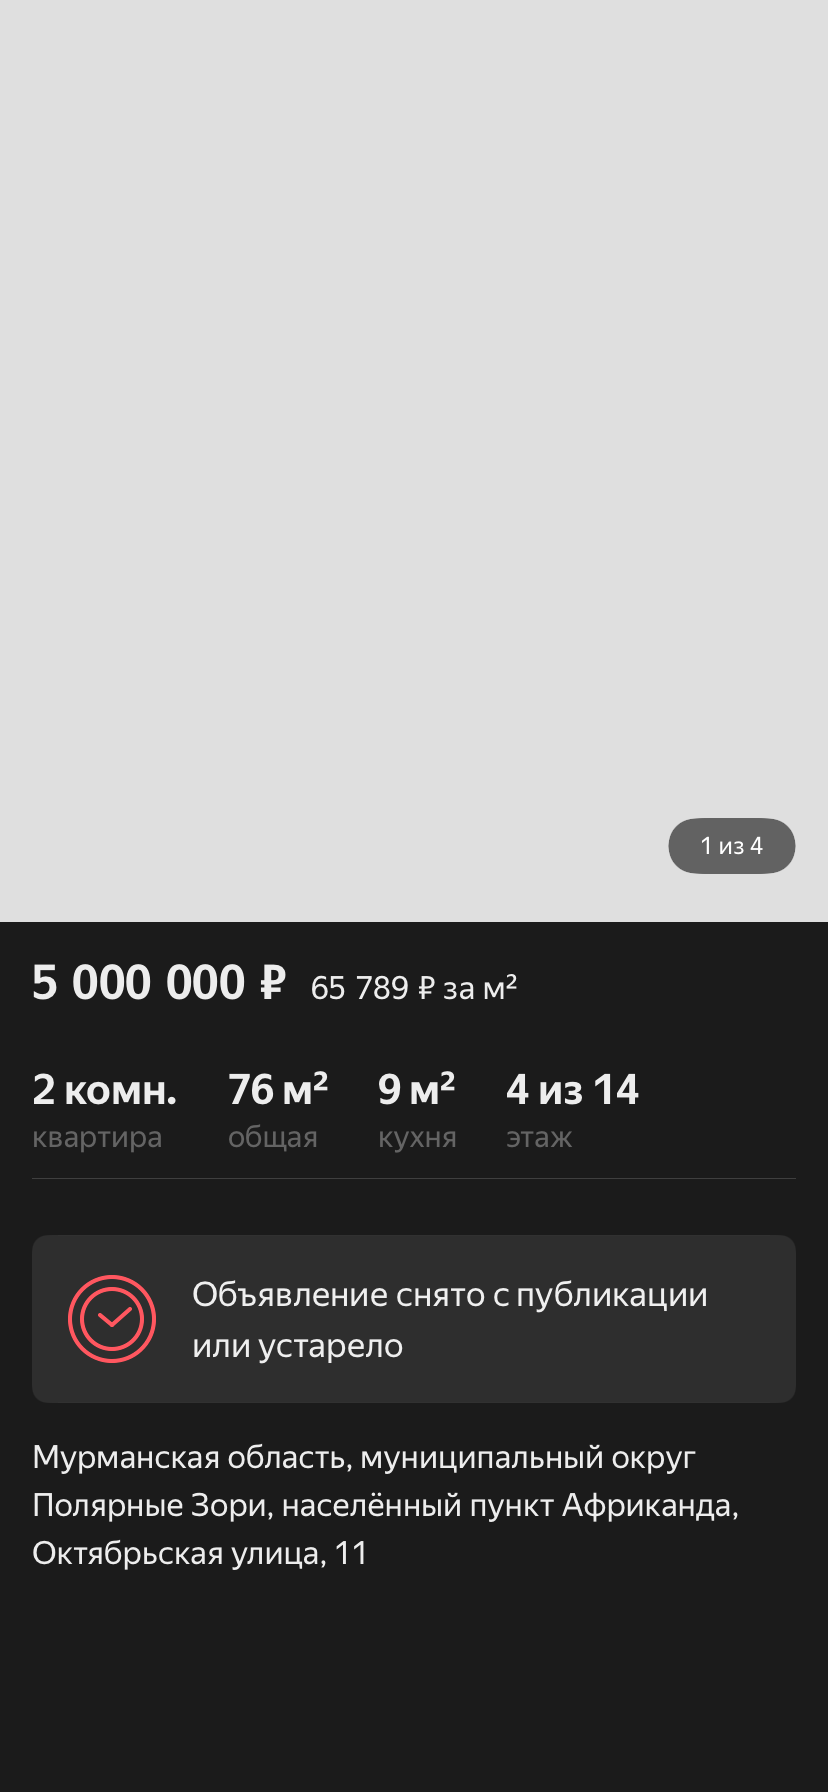 1 из 4
5 000 000 ₽ 65 789 ₽ за м²
2 комн. 76 м² 9 м² 4 из 14
квартира общая кухня этаж
Объявление снято с публикации
или устарело
Мурманская область, муниципальный округ
Полярные Зори, населённый пункт Африканда,
Октябрьская улица, 11